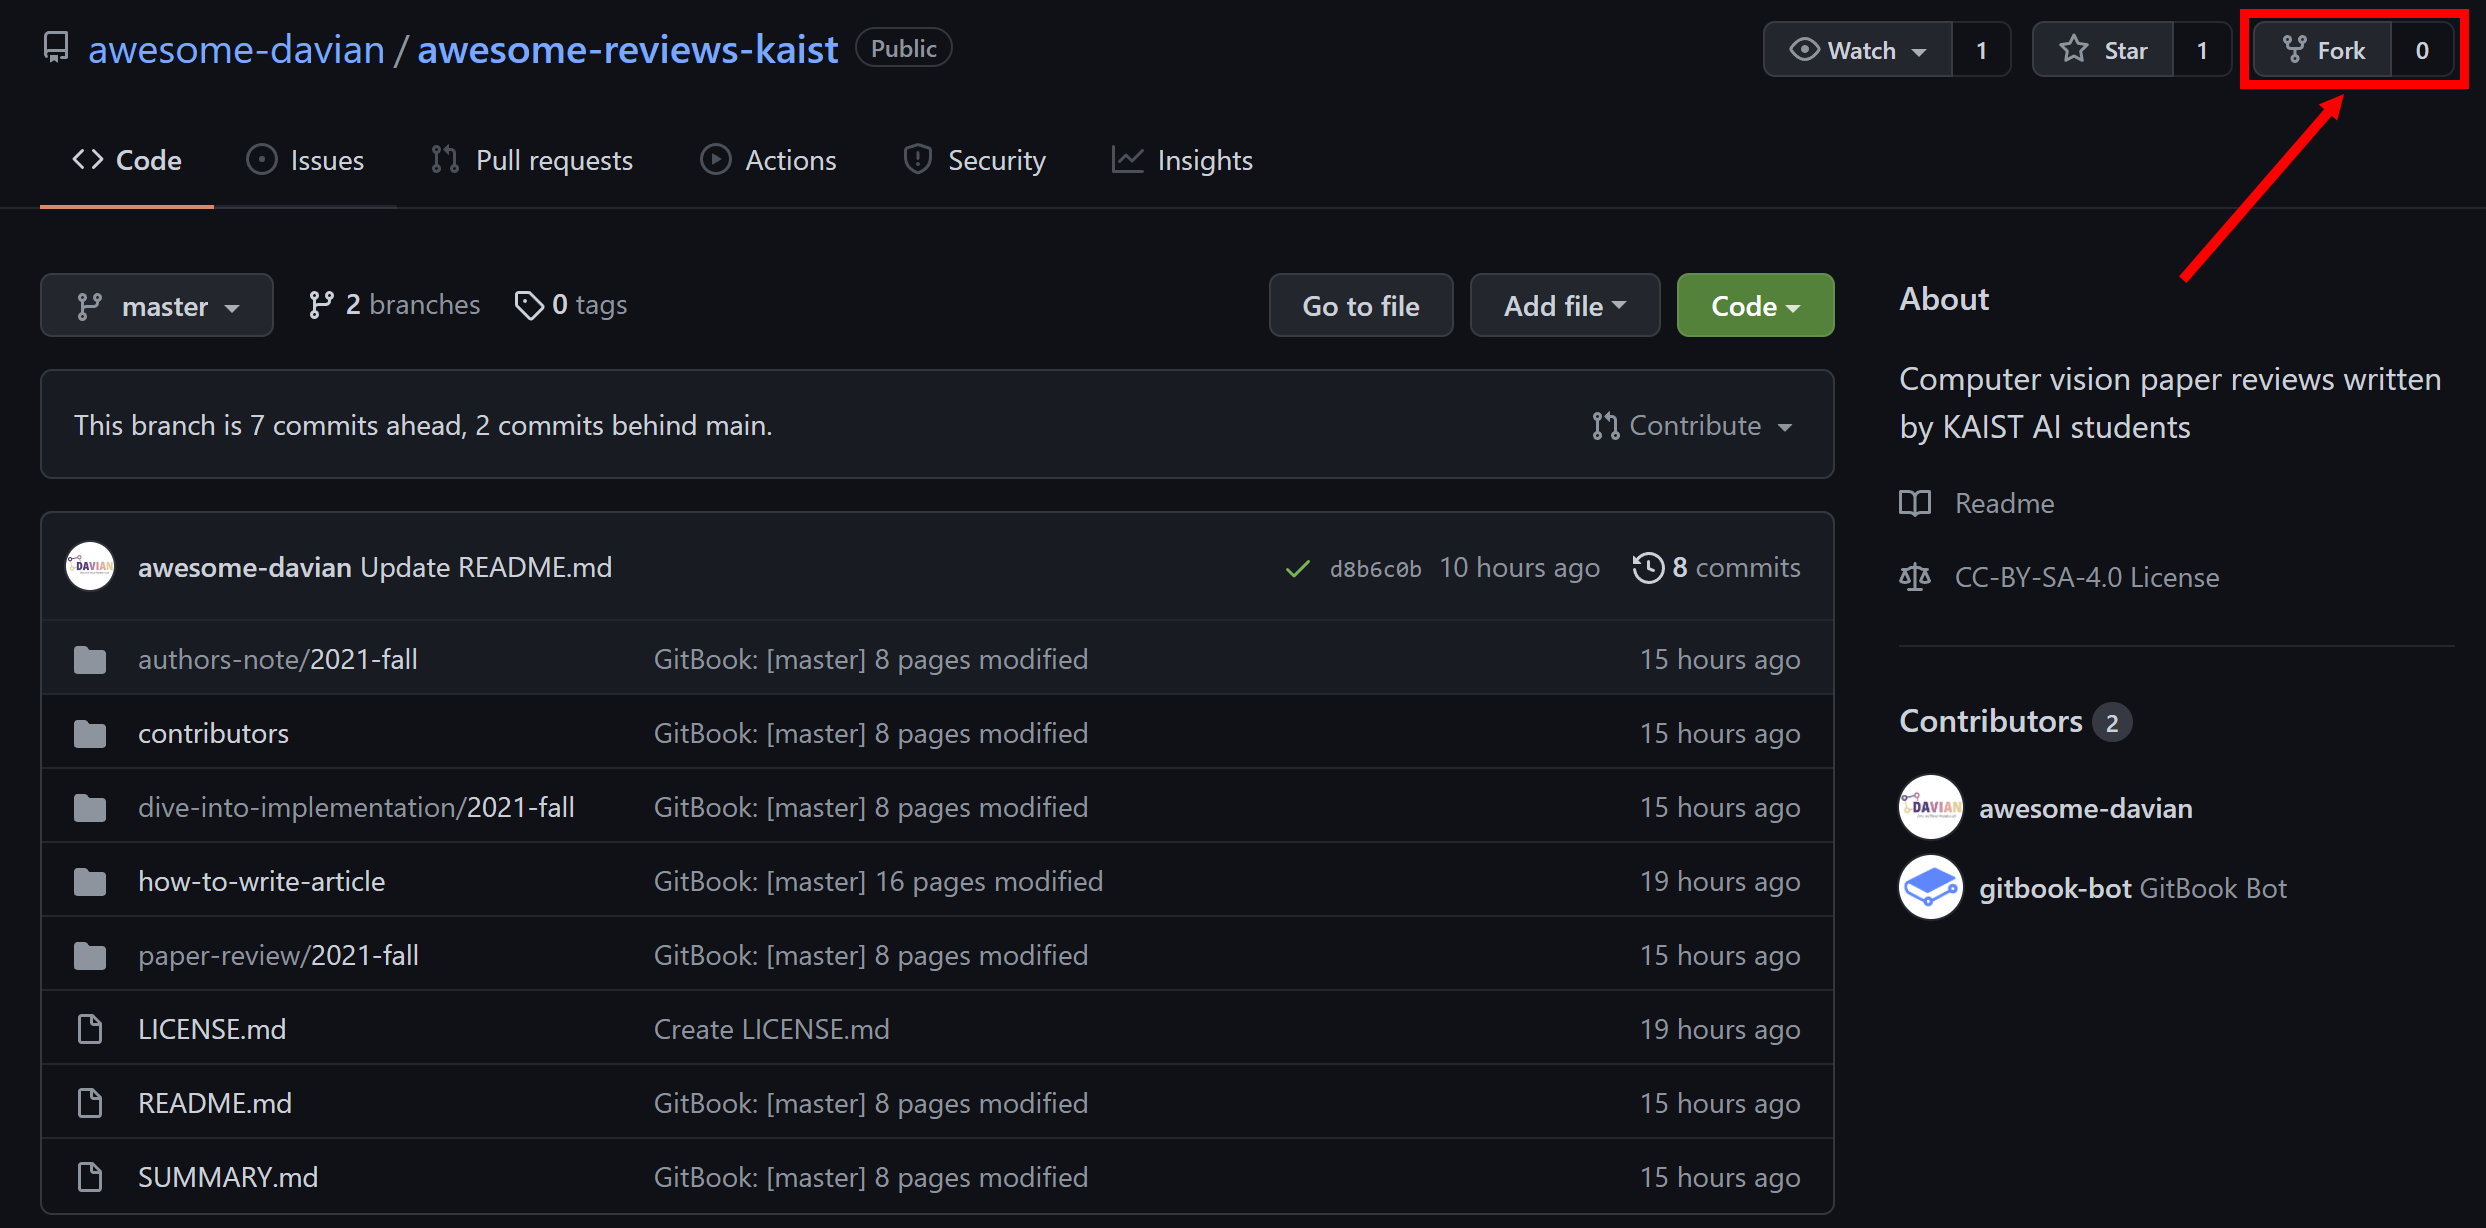 awesome-davian / awesome-reviews-kaist Public Watch 1 Star 1 Fork 0
Code Issues Pull requests Actions Security Insights
master 2 branches 0 tags Go to file Add file Code
This branch is 7 commits ahead, 2 commits behind main. Contribute
DAVIAN awesome-davian Update README.md d8b6c0b 10 hours ago 8 commits
authors-note/2021-fall GitBook: [master] 8 pages modified 15 hours ago
contributors GitBook: [master] 8 pages modified 15 hours ago
dive-into-implementation/2021-fall GitBook: [master] 8 pages modified 15 hours ago
how-to-write-article GitBook: [master] 16 pages modified 19 hours ago
paper-review/2021-fall GitBook: [master] 8 pages modified 15 hours ago
LICENSE.md Create LICENSE.md 19 hours ago
README.md GitBook: [master] 8 pages modified 15 hours ago
SUMMARY.md GitBook: [master] 8 pages modified 15 hours ago
About
Computer vision paper reviews written
by KAIST AI students
Readme
CC-BY-SA-4.0 License
Contributors 2
DAVIAN awesome-davian
gitbook-bot GitBook Bot